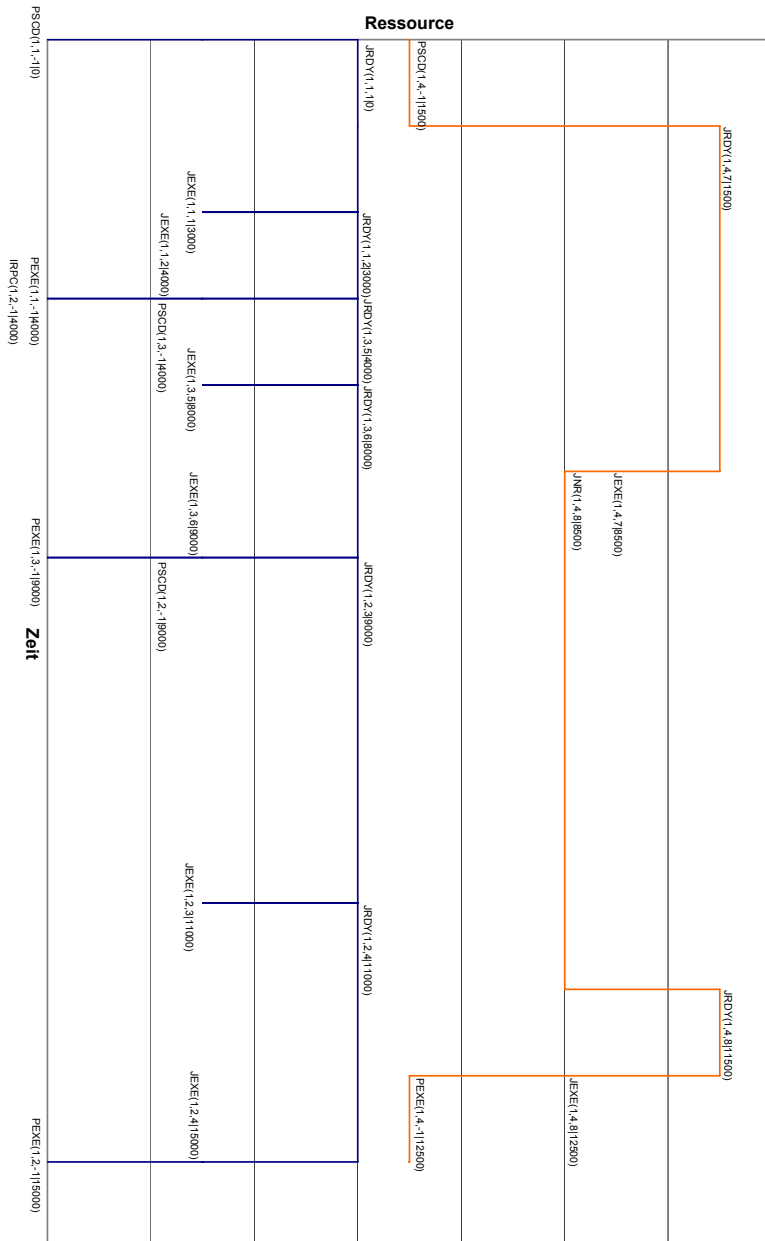 Ressource
PSCD(1,1,-1|0)
JRDY(1,1,1|0)
PSCD(1,4,-1|1500)
JRDY(1,4,7|1500)
JEXE(1,1,1|3000)
JRDY(1,1,2|3000)
JEXE(1,1,2|4000)
PEXE(1,1,-1|4000)
IRPC(1,2,-1|4000)
PSCD(1,3,-1|4000)
JRDY(1,3,5|4000)
JEXE(1,3,5|8000)
JRDY(1,3,6|8000)
JEXE(1,4,7|8500)
JNR(1,4,8|8500)
JEXE(1,3,6|9000)
PEXE(1,3,-1|9000)
PSCD(1,2,-1|9000)
JRDY(1,2,3|9000)
Zeit
JEXE(1,2,3|11000)
JRDY(1,2,4|11000)
JRDY(1,4,8|11500)
JEXE(1,4,8|12500)
PEXE(1,4,-1|12500)
JEXE(1,2,4|15000)
PEXE(1,2,-1|15000)